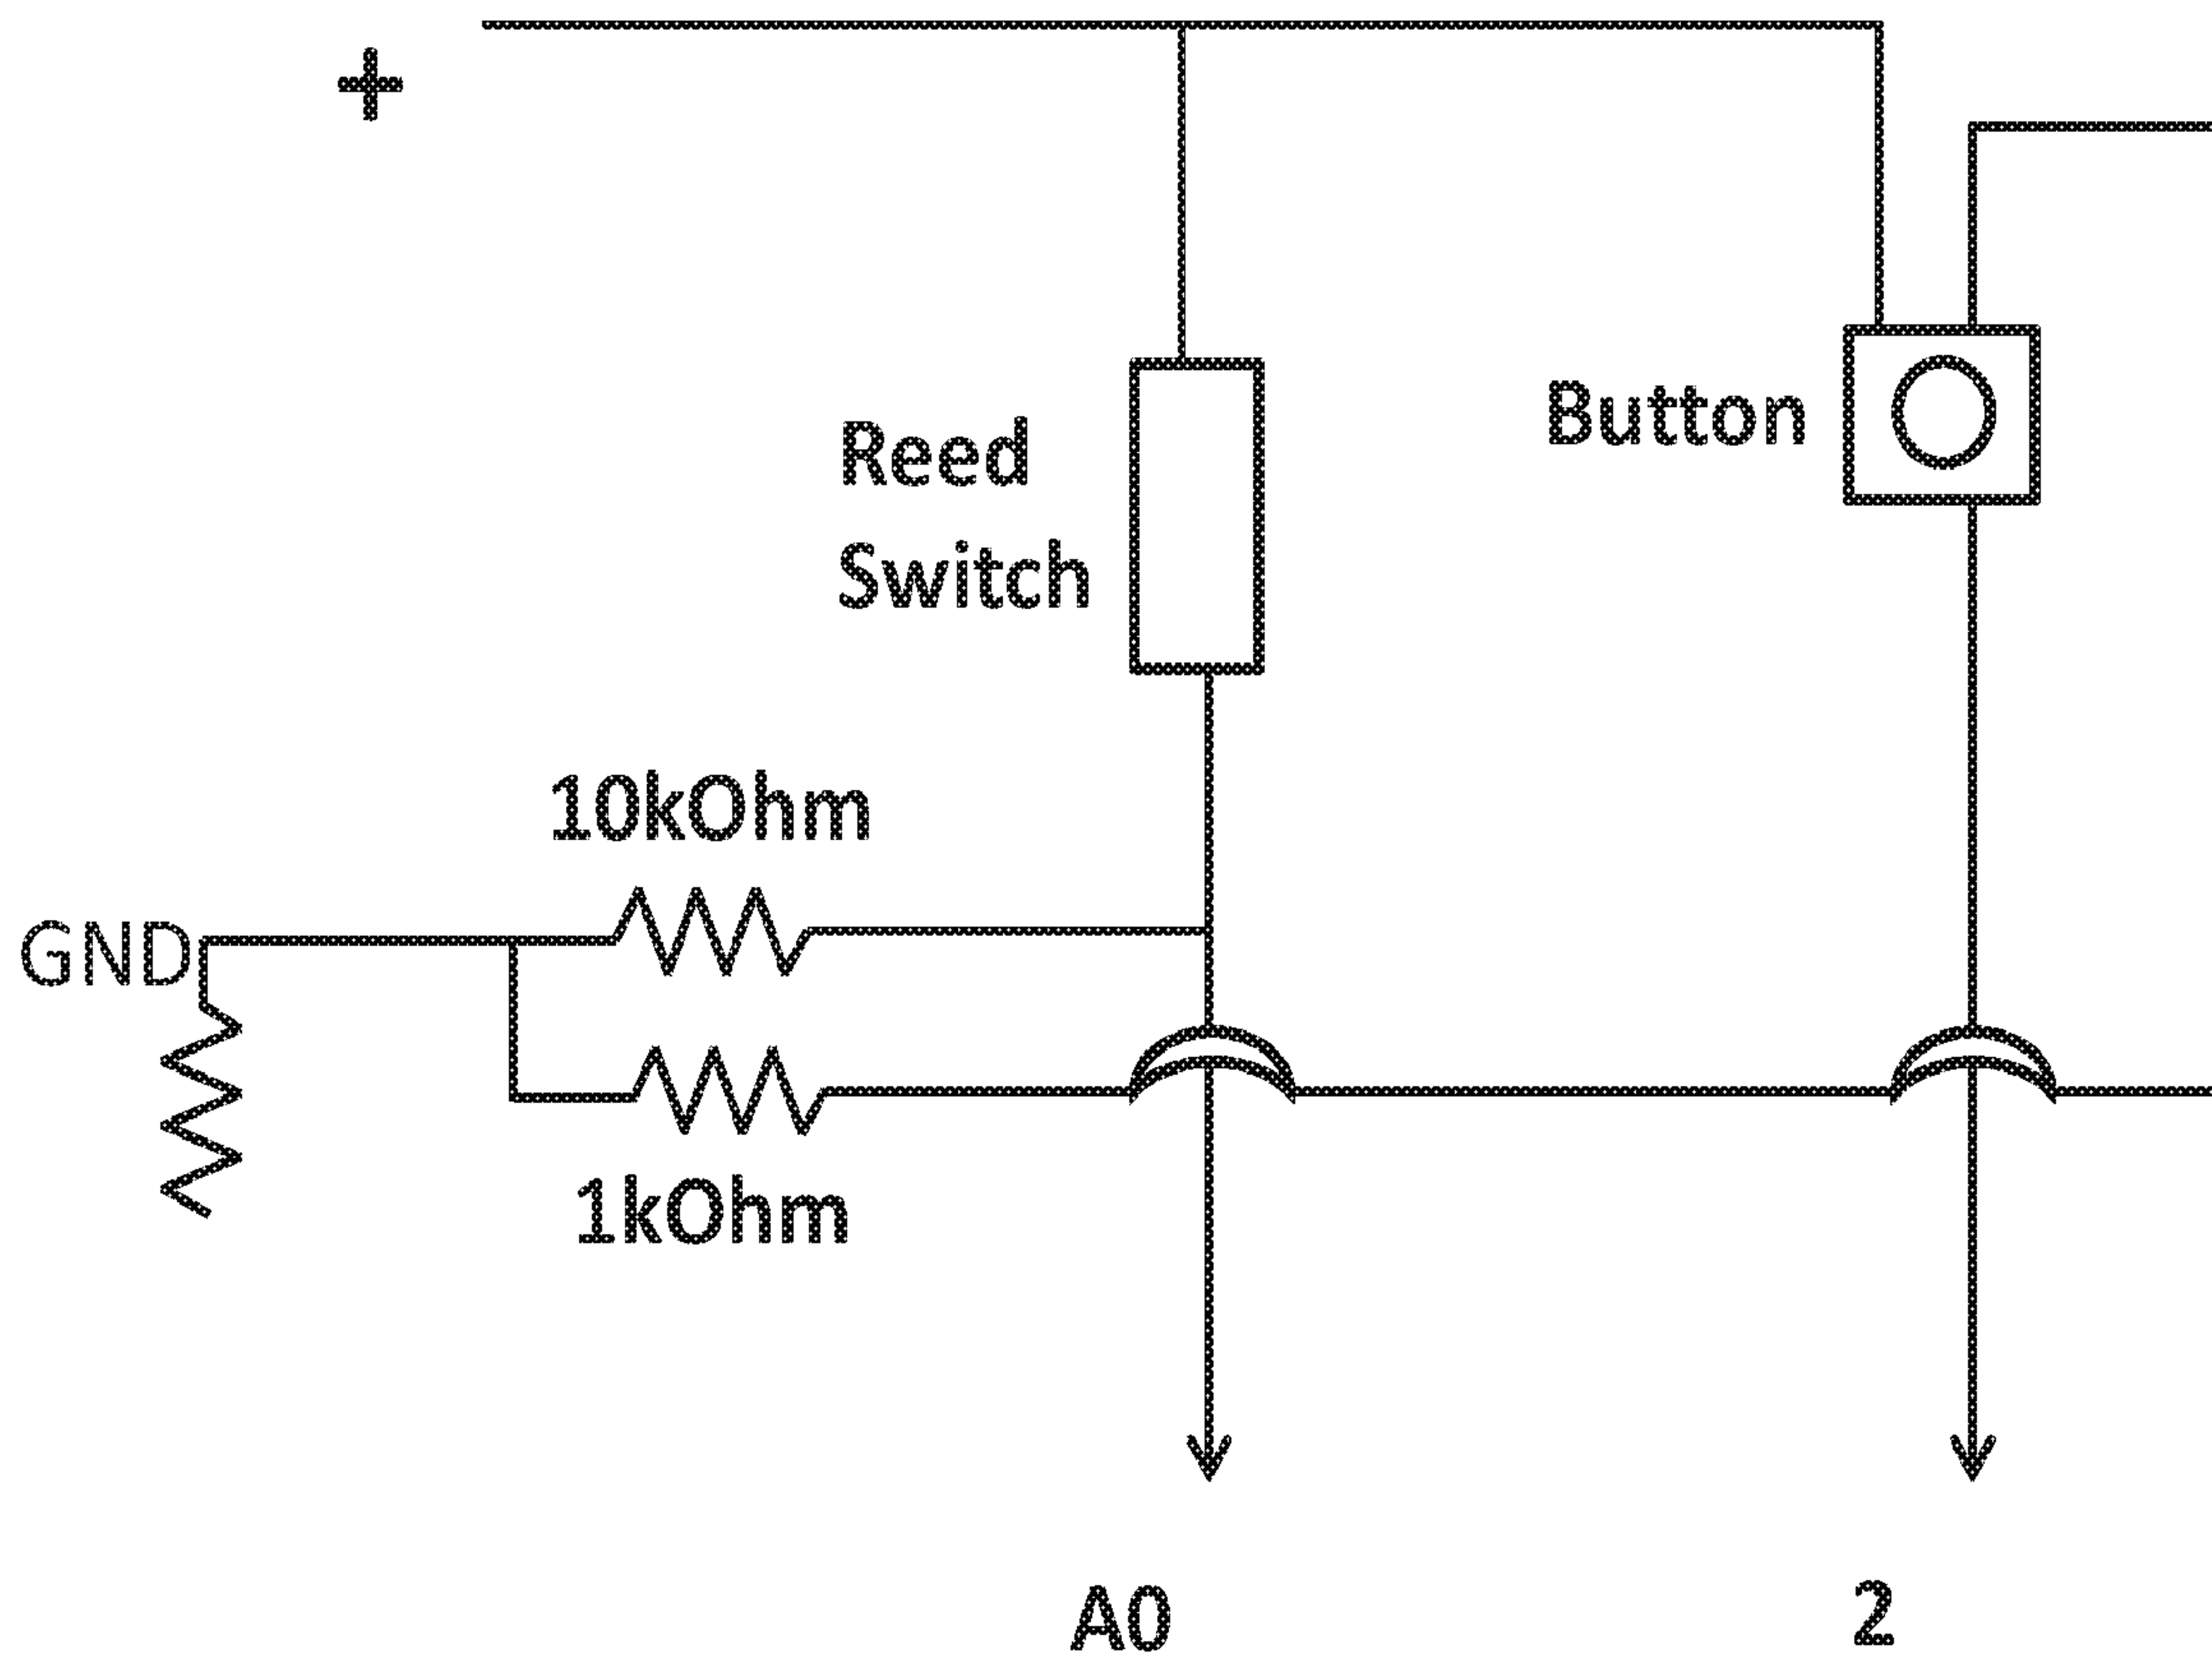 +
Reed
Switch
Button
10kOhm
GND
1kOhm
A0
2